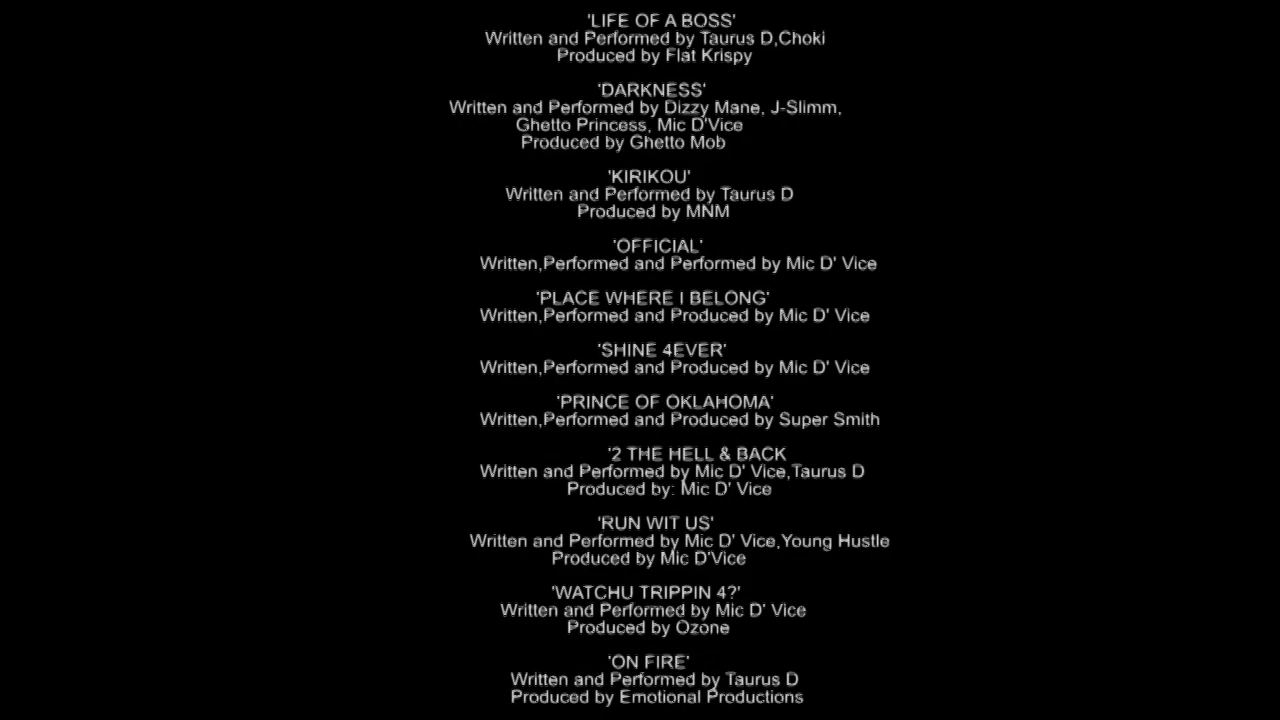 'LIFE OF A BOSS'
Written and Performed by Taurus D,Choki
Produced by Flat Krispy
'DARKNESS'
Written and Performed by Dizzy Mane, J-Slimm,
Ghetto Princess, Mic D'Vice
Produced by Ghetto Mob
'KIRIKOU'
Written and Performed by Taurus D
Produced by MNM
'OFFICIAL'
Written,Performed and Performed by Mic D' Vice
'PLACE WHERE I BELONG'
Written,Performed and Produced by Mic D' Vice
'SHINE 4EVER'
Written,Performed and Produced by Mic D' Vice
'PRINCE OF OKLAHOMA'
Written,Performed and Produced by Super Smith
'2 THE HELL & BACK
Written and Performed by Mic D' Vice,Taurus D
Produced by: Mic D' Vice
'RUN WIT US'
Written and Performed by Mic D' Vice,Young Hustle
Produced by Mic D'Vice
'WATCHU TRIPPIN 4?'
Written and Performed by Mic D' Vice
Produced by Ozone
'ON FIRE'
Written and Performed by Taurus D
Produced by Emotional Productions